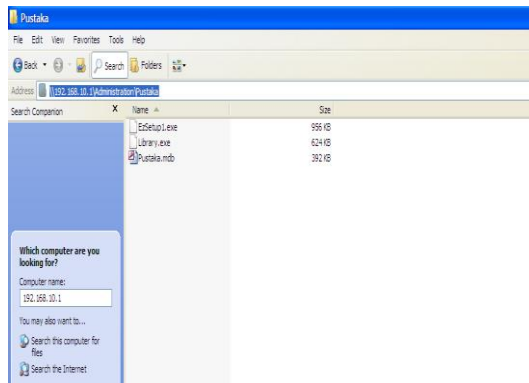 Pustaka
File Edit View Favorites Tools Help
Back Search Folders
Address \\192.168.10.1\Administration\Pustaka
Search Companion X Name Size
EzSetup1.exe 956 KB
Library.exe 624 KB
Pustaka.mdb 392 KB
Which computer are you
looking for?
Computer name:
192.168.10.1
You may also want to...
Search this computer for
files
Search the Internet